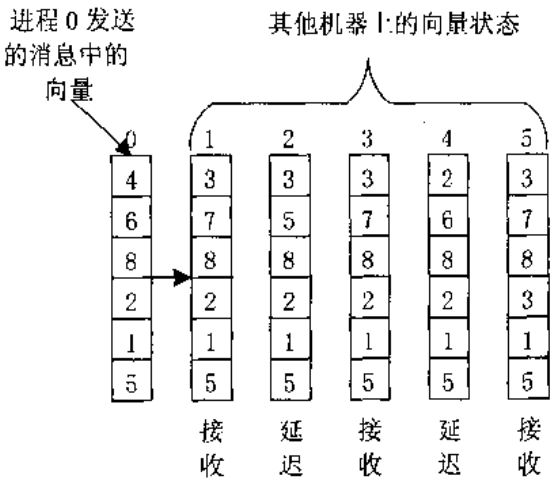 进程 0 发送
的消息中的
向量
其他机器上的向量状态
0 1 2 3 4 5
4 3 3 3 2 3
6 7 5 7 6 7
8 8 8 8 8 8
2 2 2 2 2 3
1 1 1 1 1 1
5 5 5 5 5 5
接收 延迟 接收 延迟 接收